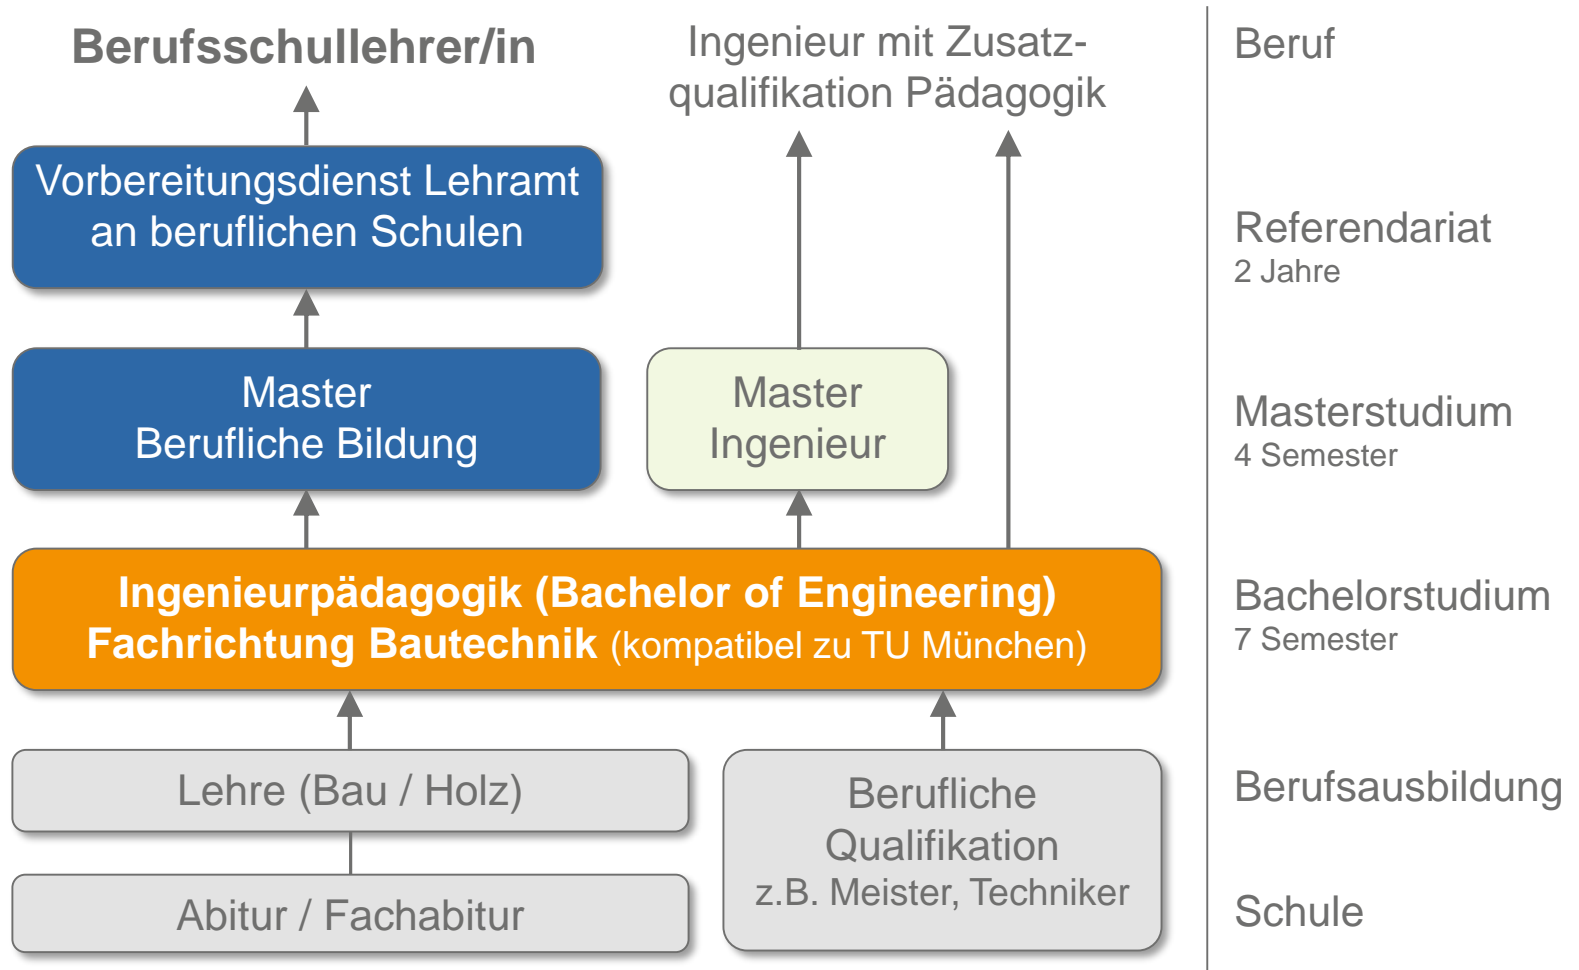 Berufsschullehrer/in
Ingenieur mit Zusatz-
qualifikation Pädagogik
Beruf
Vorbereitungsdienst Lehramt
an beruflichen Schulen
Referendariat
2 Jahre
Master
Berufliche Bildung
Master
Ingenieur
Masterstudium
4 Semester
Ingenieurpädagogik (Bachelor of Engineering)
Fachrichtung Bautechnik (kompatibel zu TU München)
Bachelorstudium
7 Semester
Lehre (Bau / Holz)
Berufliche
Qualifikation
z.B. Meister, Techniker
Berufsausbildung
Abitur / Fachabitur
Schule